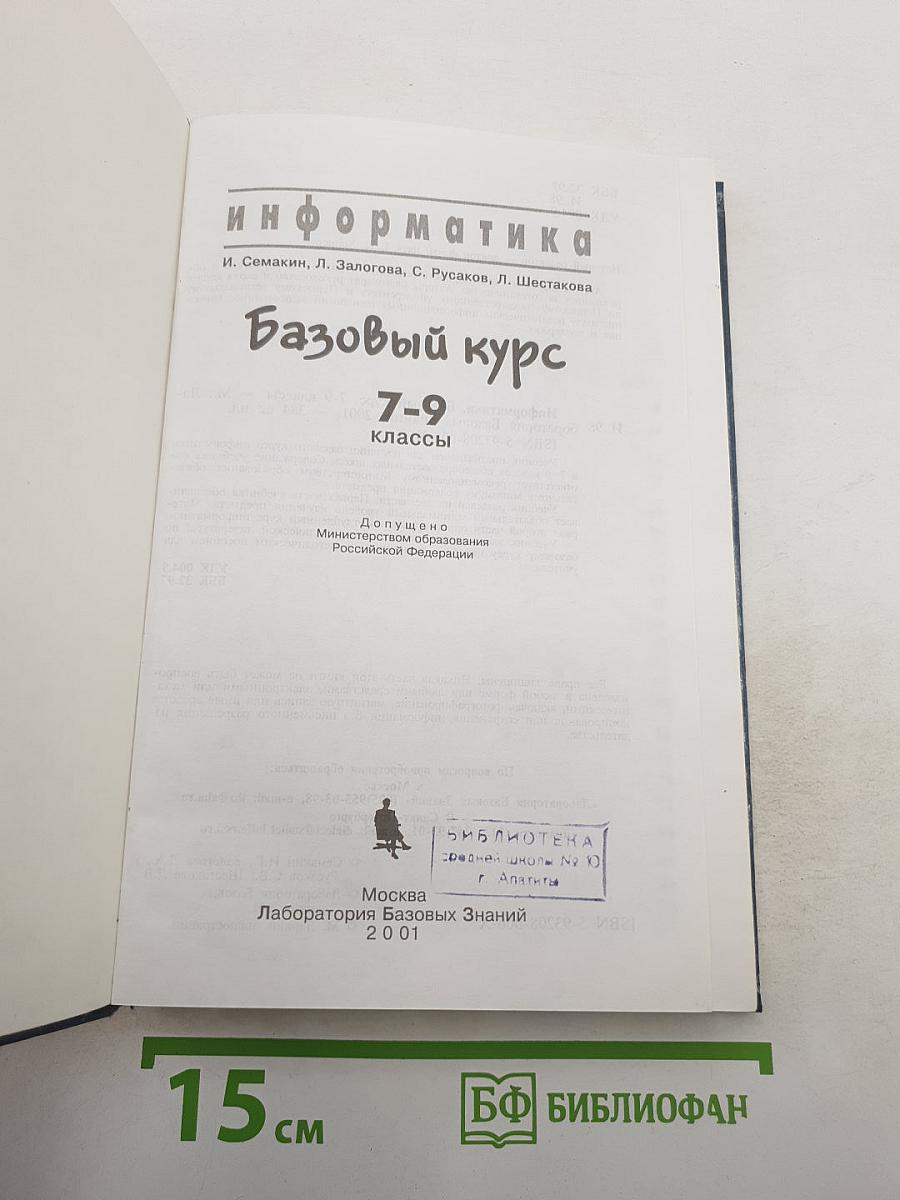 информатика
И. Семакин, Л. Залогова, С. Русаков, Л. Шестакова
Базовый курс
7-9
классы
Допущено
Министерством образования
Российской Федерации
БИБЛИОТЕКА
средней школы № 10
г. Апатиты
Москва
Лаборатория Базовых Знаний
2001
15 см
БФ БИБЛИОФАН